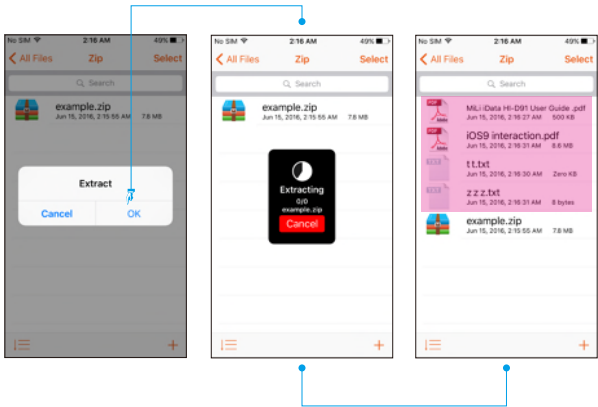 No SIM 2:16 AM 49%
All Files Zip Select
Search
example.zip
Jun 15, 2016, 2:15:55 AM 7.8 MB
Extract
Cancel OK
No SIM 2:16 AM 49%
All Files Zip Select
Search
example.zip
Jun 15, 2016, 2:15:55 AM 7.8 MB
Extracting
0/0
example.zip
Cancel
No SIM 2:16 AM 49%
All Files Zip Select
Search
MiLi iData HI-D91 User Guide .pdf
Jun 15, 2016, 2:16:27 AM 500 KB
iOS9 interaction.pdf
Jun 15, 2016, 2:16:31 AM 8.6 MB
t t.txt
Jun 15, 2016, 2:16:30 AM Zero KB
z z z.txt
Jun 15, 2016, 2:16:31 AM 8 bytes
example.zip
Jun 15, 2016, 2:15:55 AM 7.8 MB